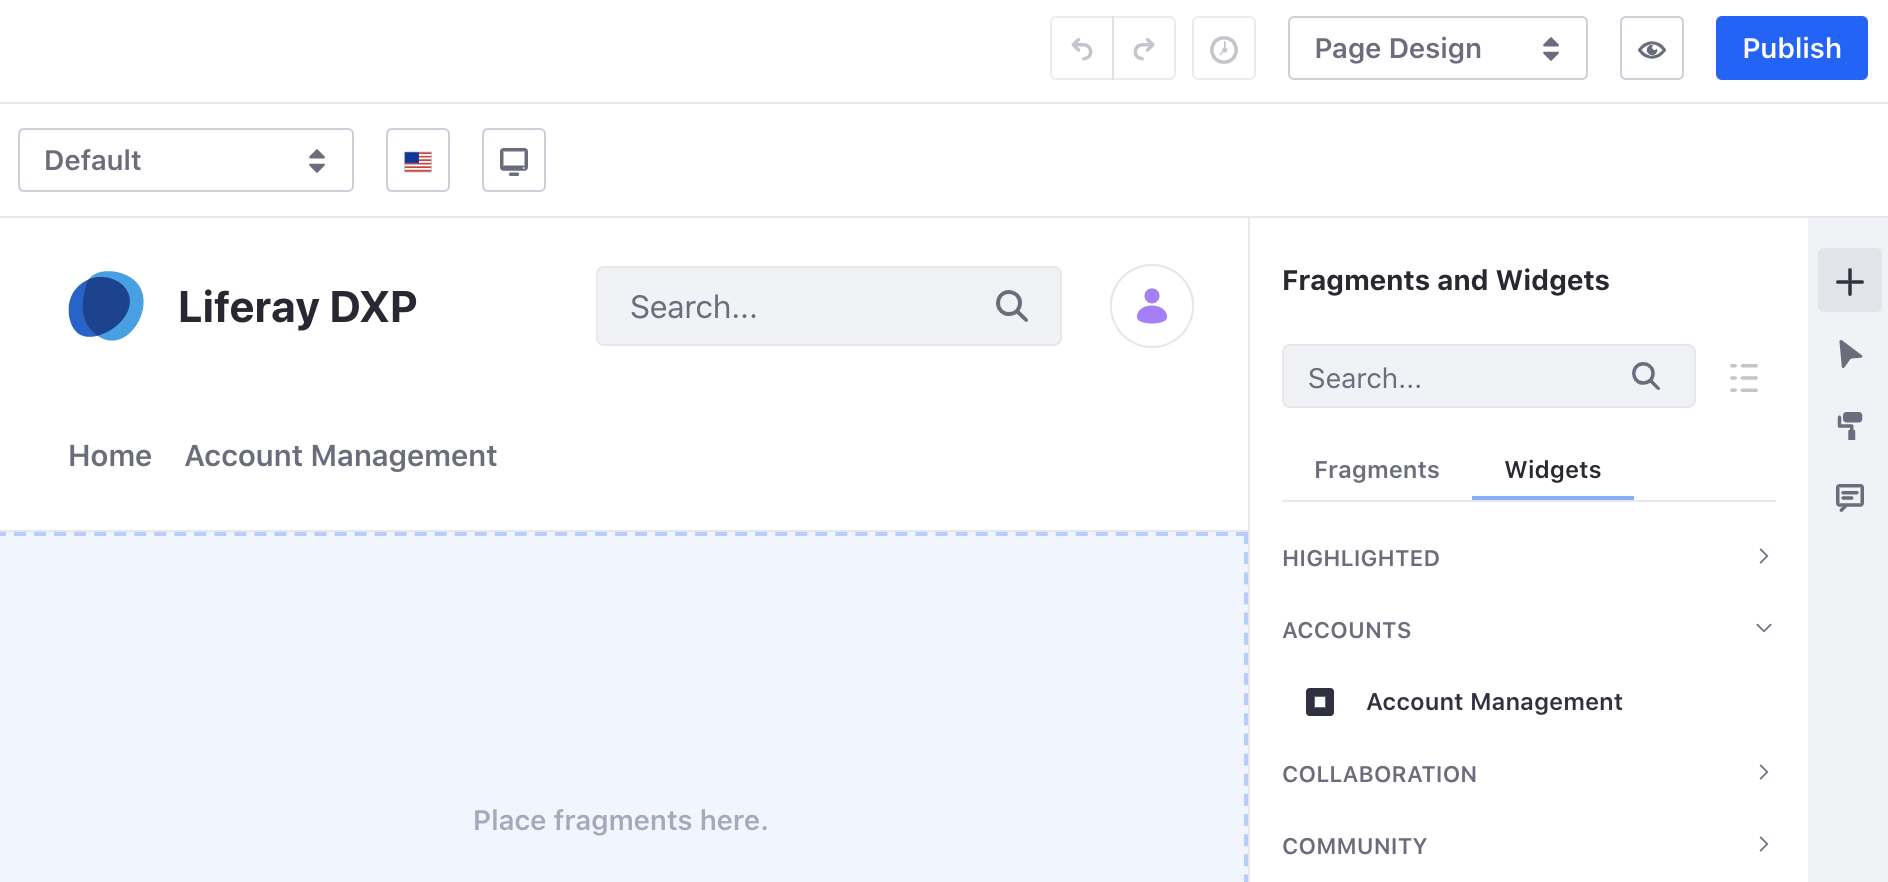 Page Design
Publish
Default
Liferay DXP
Search...
Home Account Management
Place fragments here.
Fragments and Widgets
Search...
Fragments Widgets
HIGHLIGHTED
ACCOUNTS
Account Management
COLLABORATION
COMMUNITY